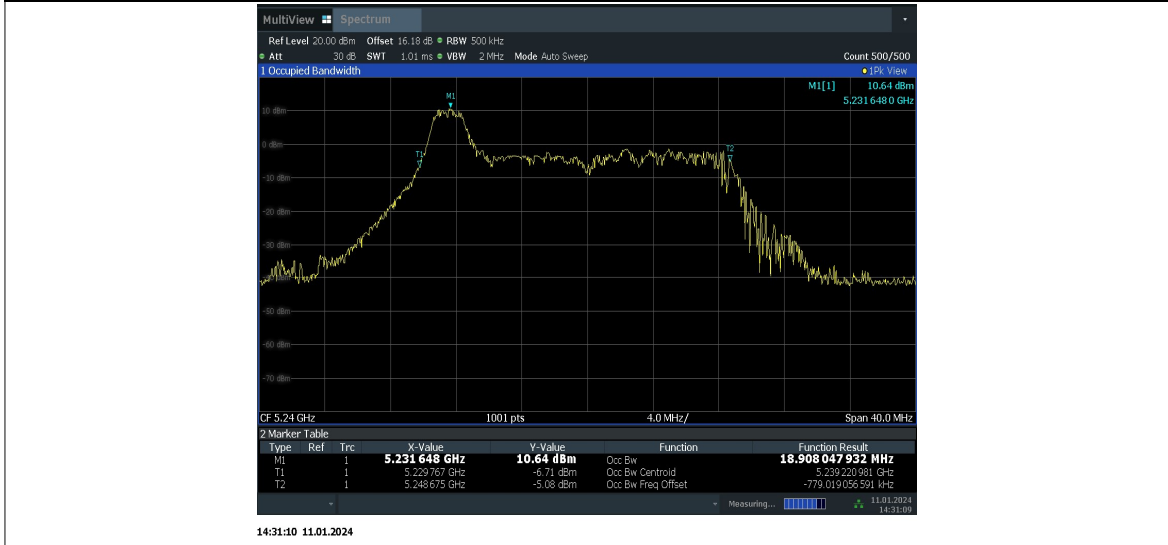 MultiView Spectrum
Ref Level 20.00 dBm Offset 16.18 dB RBW 500 kHz
Att 30 dB SWT 1.01 ms VBW 2 MHz Mode Auto Sweep Count 500/500
1 Occupied Bandwidth 1Pk View
M1[1] 10.64 dBm
5.231 648 0 GHz
M1
10 dBm
0 dBm
T1 T2
-10 dBm
-20 dBm
-30 dBm
-50 dBm
-60 dBm
-70 dBm
CF 5.24 GHz 1001 pts 4.0 MHz/ Span 40.0 MHz
2 Marker Table
Type Ref Trc X-Value Y-Value Function Function Result
M1 1 5.231 648 GHz 10.64 dBm Occ Bw 18.908 047 932 MHz
T1 1 5.229 767 GHz -6.71 dBm Occ Bw Centroid 5.239 220 981 GHz
T2 1 5.248 675 GHz -5.08 dBm Occ Bw Freq Offset -779.019 056 591 kHz
Measuring... 11.01.2024
14:31:09
14:31:10 11.01.2024